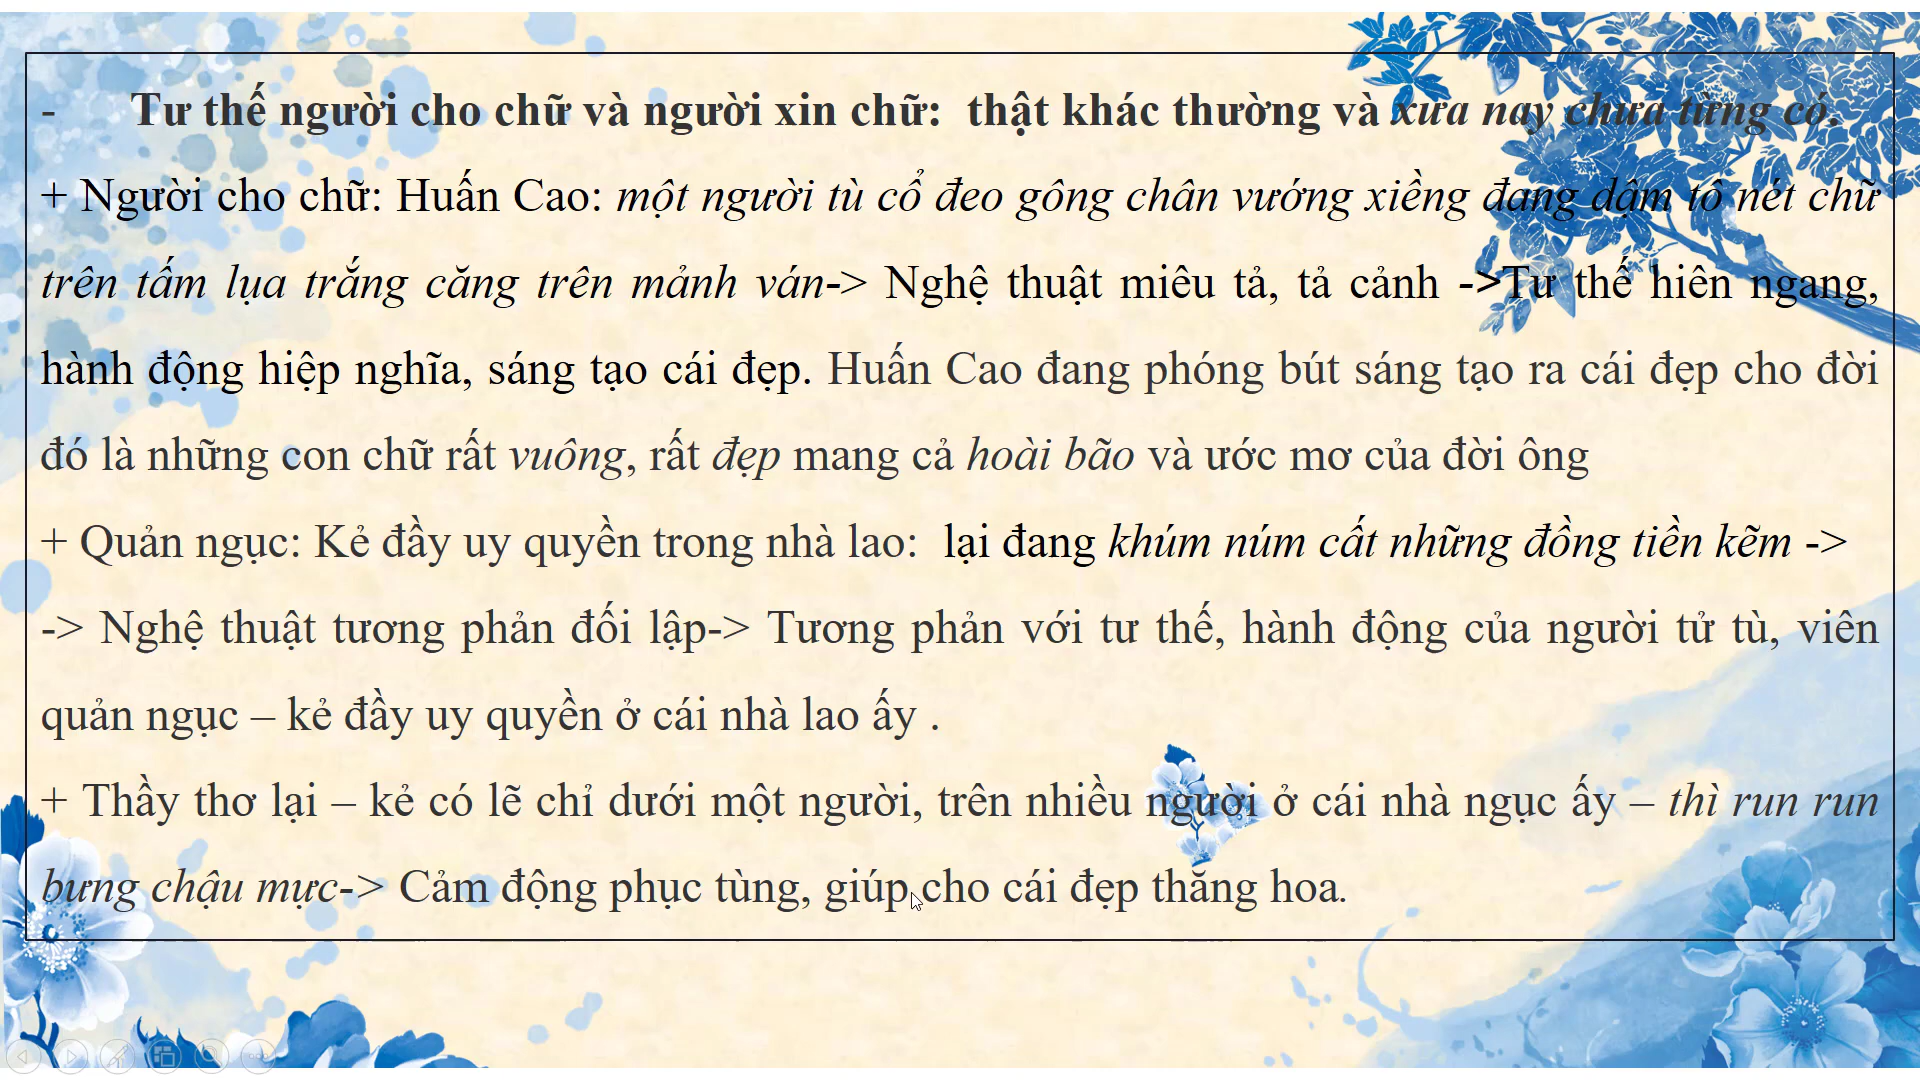 - Tư thế người cho chữ và người xin chữ: thật khác thường và xưa nay chưa từng có.
+ Người cho chữ: Huấn Cao: một người tù cổ đeo gông chân vướng xiềng đang dậm tô nét chữ
trên tấm lụa trắng căng trên mảnh ván-> Nghệ thuật miêu tả, tả cảnh ->Tư thế hiên ngang,
hành động hiệp nghĩa, sáng tạo cái đẹp. Huấn Cao đang phóng bút sáng tạo ra cái đẹp cho đời
đó là những con chữ rất vuông, rất đẹp mang cả hoài bão và ước mơ của đời ông
+ Quản ngục: Kẻ đầy uy quyền trong nhà lao: lại đang khúm núm cất những đồng tiền kẽm ->
-> Nghệ thuật tương phản đối lập-> Tương phản với tư thế, hành động của người tử tù, viên
quản ngục – kẻ đầy uy quyền ở cái nhà lao ấy .
+ Thầy thơ lại – kẻ có lẽ chỉ dưới một người, trên nhiều người ở cái nhà ngục ấy – thì run run
bưng chậu mực-> Cảm động phục tùng, giúp cho cái đẹp thăng hoa.